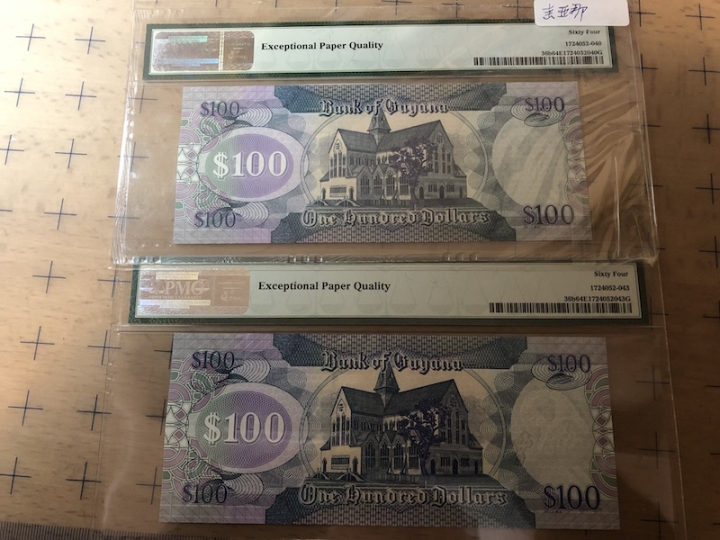 圭亚那
Sixty Four
Exceptional Paper Quality
1724052-040
36b64E1724052040G
$100
Bank of Guyana
$100
$100
$100
One Hundred Dollars
$100
PMG
Sixty Four
Exceptional Paper Quality
1724052-043
36b64E1724052043G
$100
Bank of Guyana
$100
$100
$100
One Hundred Dollars
$100